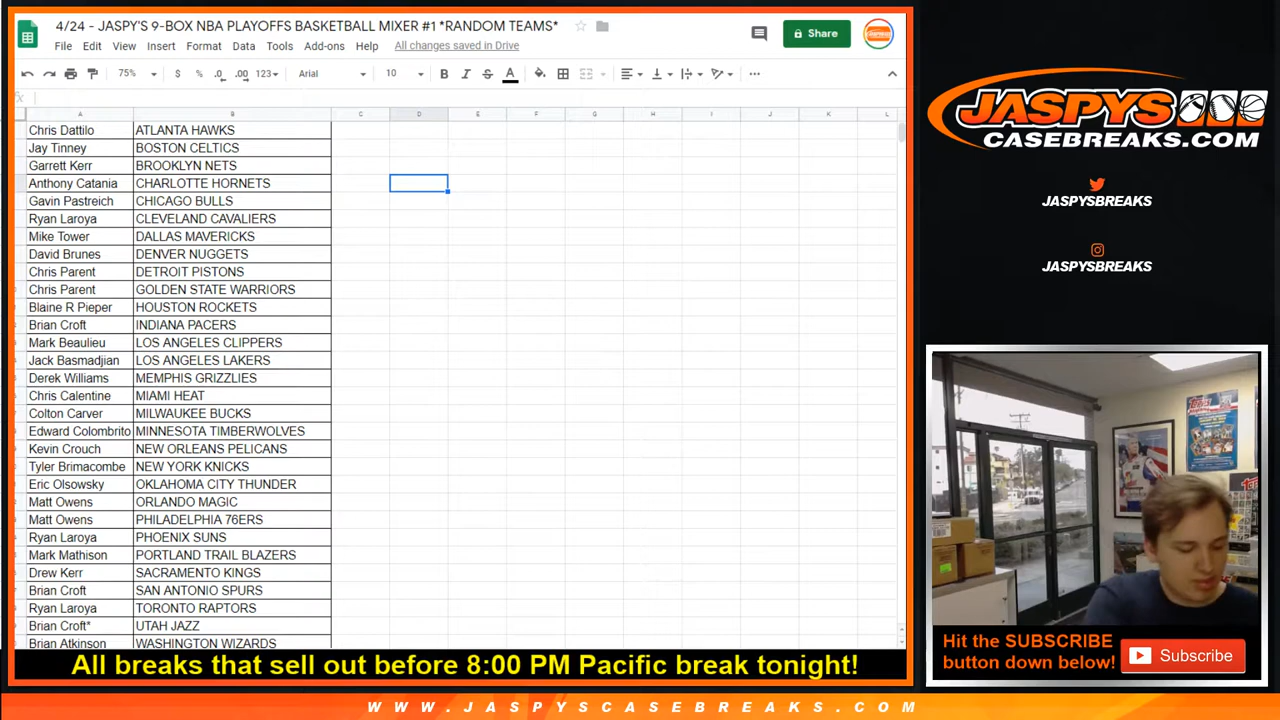 4/24 - JASPY'S 9-BOX NBA PLAYOFFS BASKETBALL MIXER #1 *RANDOM TEAMS*
File Edit View Insert Format Data Tools Add-ons Help All changes saved in Drive
Share
75% $ % .0 .00 123 Arial 10 B I S A
A B C D E F G H I J K L
Chris Dattilo ATLANTA HAWKS
Jay Tinney BOSTON CELTICS
Garrett Kerr BROOKLYN NETS
Anthony Catania CHARLOTTE HORNETS
Gavin Pastreich CHICAGO BULLS
Ryan Laroya CLEVELAND CAVALIERS
Mike Tower DALLAS MAVERICKS
David Brunes DENVER NUGGETS
Chris Parent DETROIT PISTONS
Chris Parent GOLDEN STATE WARRIORS
Blaine R Pieper HOUSTON ROCKETS
Brian Croft INDIANA PACERS
Mark Beaulieu LOS ANGELES CLIPPERS
Jack Basmadjian LOS ANGELES LAKERS
Derek Williams MEMPHIS GRIZZLIES
Chris Calentine MIAMI HEAT
Colton Carver MILWAUKEE BUCKS
Edward Colombrito MINNESOTA TIMBERWOLVES
Kevin Crouch NEW ORLEANS PELICANS
Tyler Brimacombe NEW YORK KNICKS
Eric Olsowsky OKLAHOMA CITY THUNDER
Matt Owens ORLANDO MAGIC
Matt Owens PHILADELPHIA 76ERS
Ryan Laroya PHOENIX SUNS
Mark Mathison PORTLAND TRAIL BLAZERS
Drew Kerr SACRAMENTO KINGS
Brian Croft SAN ANTONIO SPURS
Ryan Laroya TORONTO RAPTORS
Brian Croft* UTAH JAZZ
Brian Atkinson WASHINGTON WIZARDS
JASPYS
CASEBREAKS.COM
JASPYSBREAKS
JASPYSBREAKS
Hit the SUBSCRIBE
button down below!
Subscribe
All breaks that sell out before 8:00 PM Pacific break tonight!
WWW.JASPYSCASEBREAKS.COM